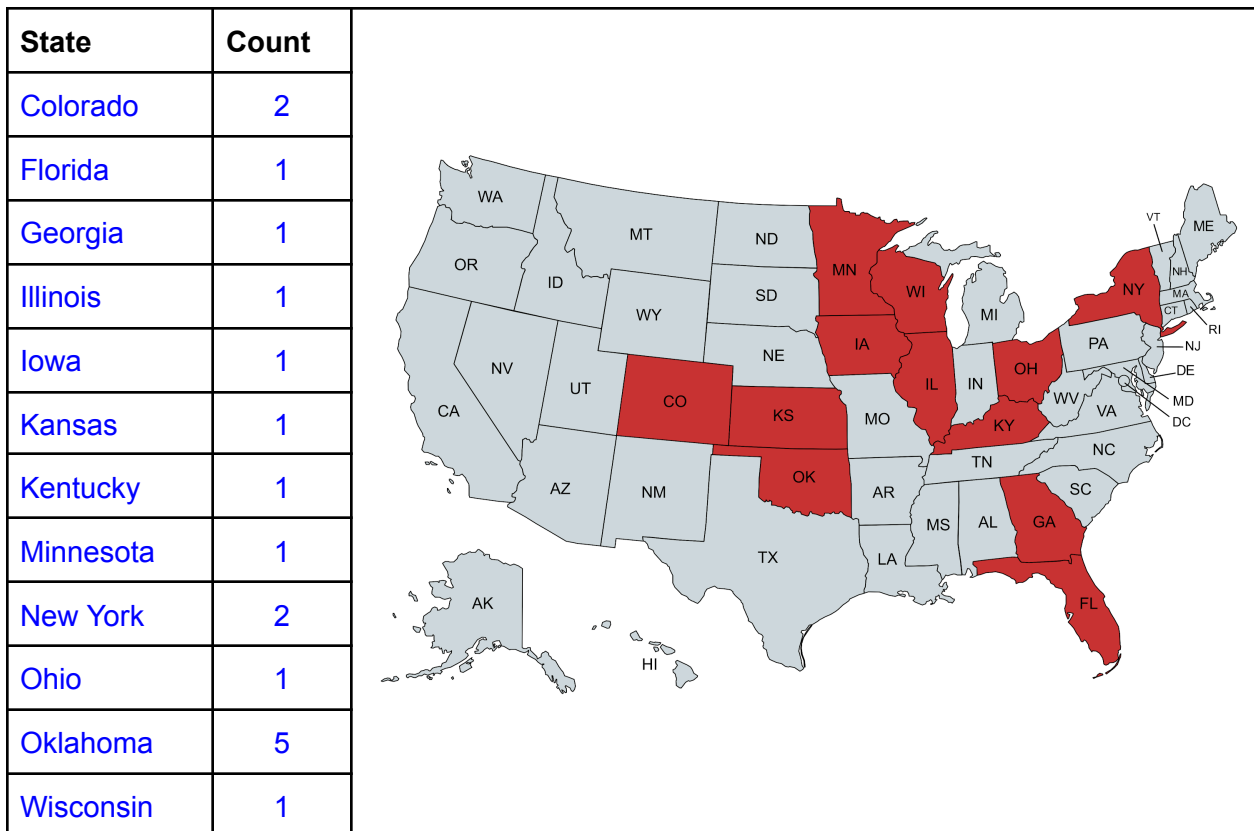 State Count
Colorado 2
Florida 1
Georgia 1
Illinois 1
Iowa 1
Kansas 1
Kentucky 1
Minnesota 1
New York 2
Ohio 1
Oklahoma 5
Wisconsin 1
WA
MT
ND
MN
VT
ME
OR
ID
SD
WI
NH
NY
MA
WY
MI
CT
RI
NV
NE
IA
PA
NJ
UT
IL
IN
OH
DE
CA
CO
KS
MO
WV
MD
VA
DC
KY
NC
AZ
NM
OK
AR
TN
SC
TX
LA
MS
AL
GA
AK
HI
FL